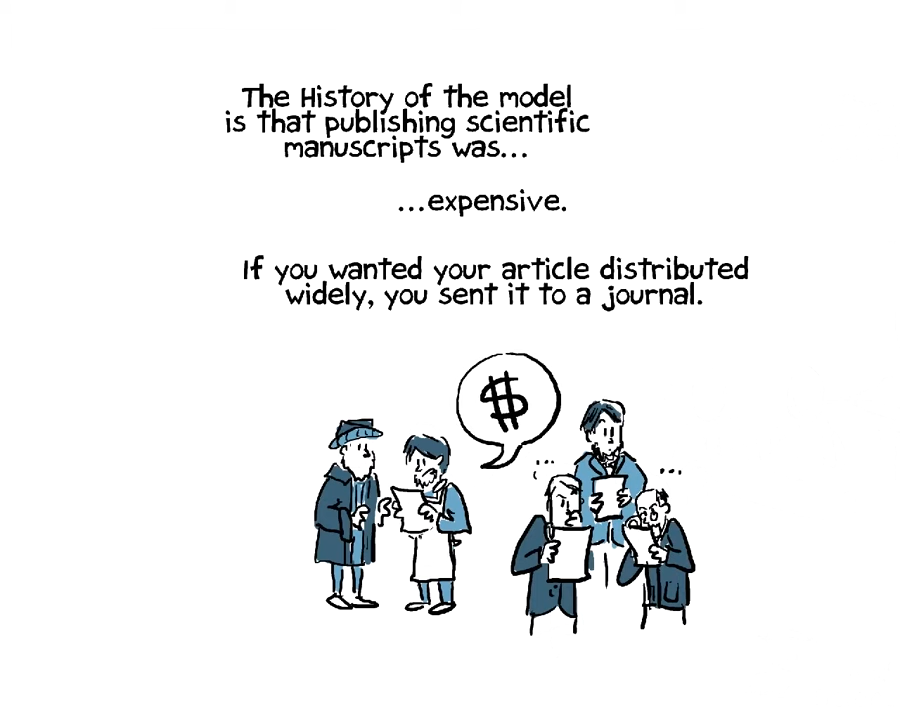 The History of the model
is that publishing scientific
manuscripts was...
...expensive.
If you wanted your article distributed
widely, you sent it to a journal.
$
...
...